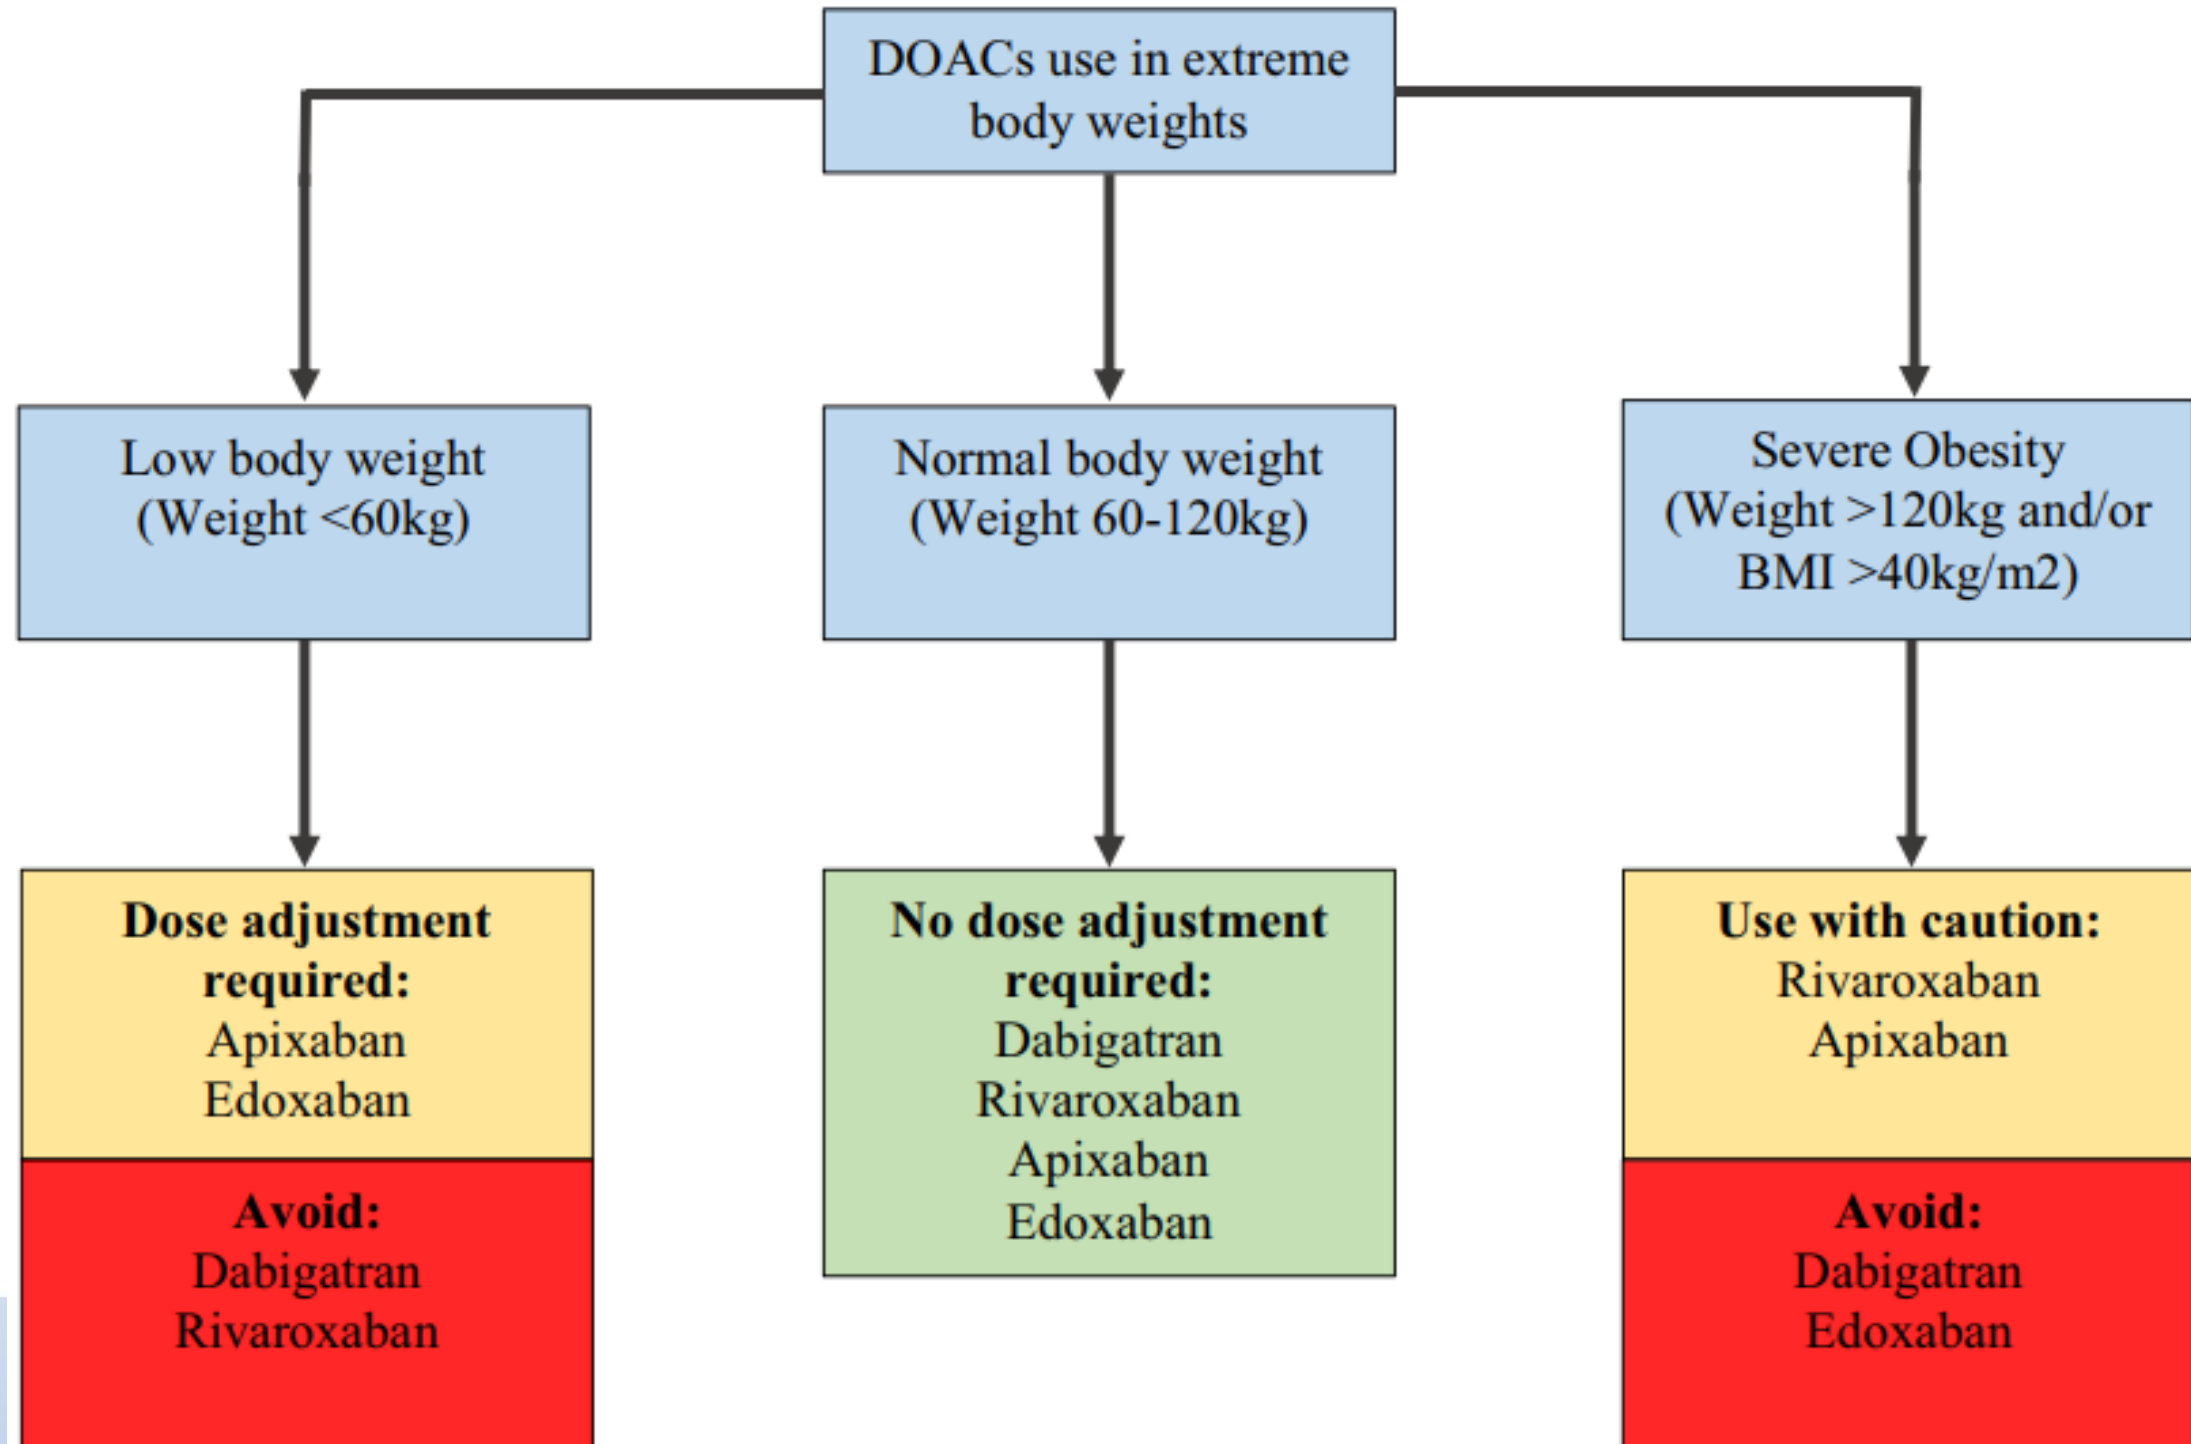 DOACs use in extreme
body weights
Low body weight
(Weight <60kg)
Normal body weight
(Weight 60-120kg)
Severe Obesity
(Weight >120kg and/or
BMI >40kg/m2)
Dose adjustment
required:
Apixaban
Edoxaban
Avoid:
Dabigatran
Rivaroxaban
No dose adjustment
required:
Dabigatran
Rivaroxaban
Apixaban
Edoxaban
Use with caution:
Rivaroxaban
Apixaban
Avoid:
Dabigatran
Edoxaban